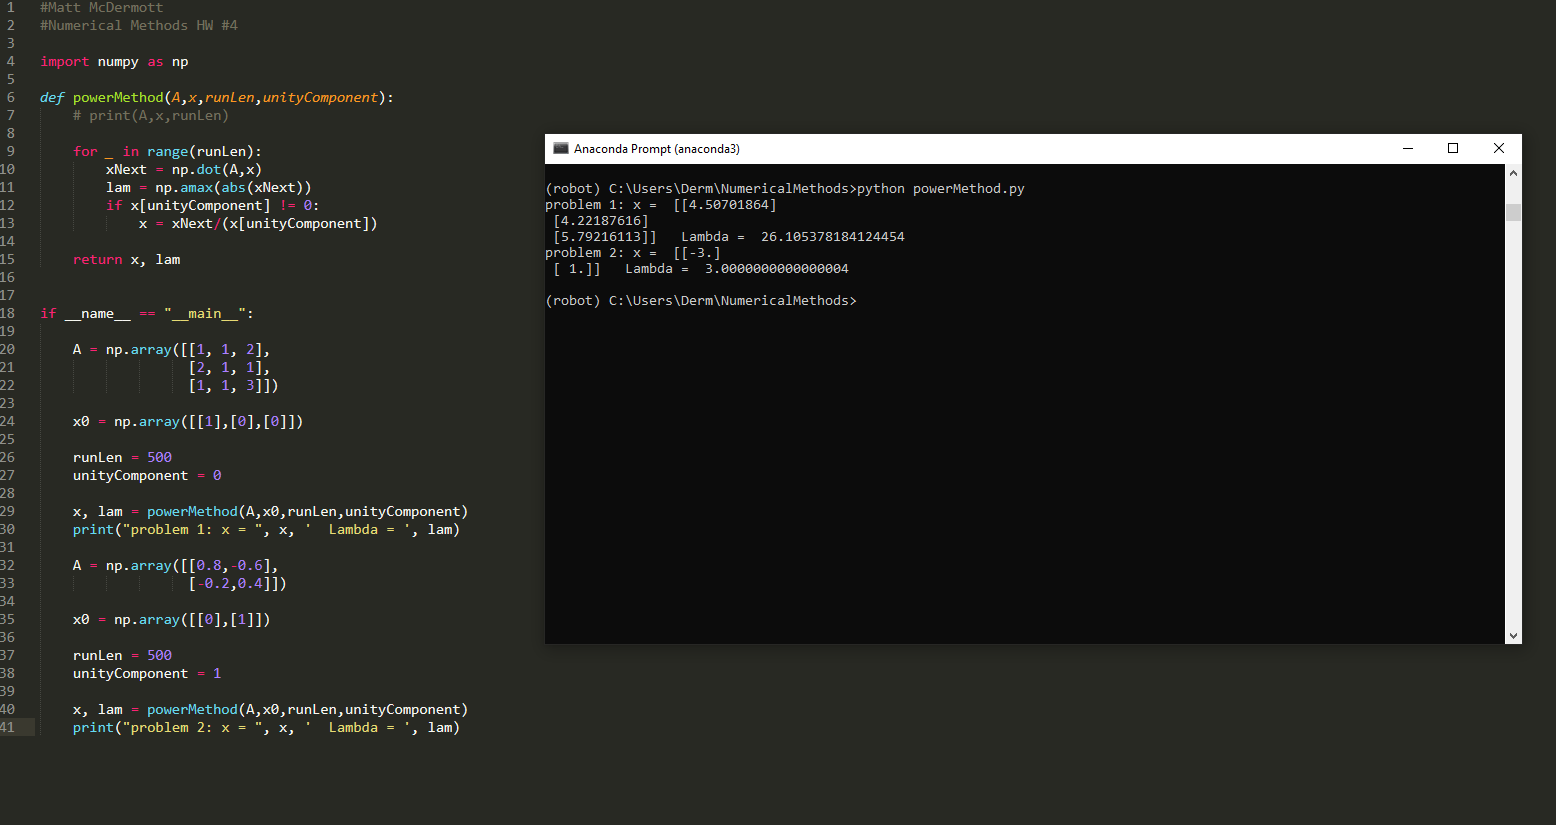 1 #Matt McDermott
2 #Numerical Methods HW #4
3
4 import numpy as np
5
6 def powerMethod(A,x,runLen,unityComponent):
7     # print(A,x,runLen)
8
9     for _ in range(runLen):
10         xNext = np.dot(A,x)
11         lam = np.amax(abs(xNext))
12         if x[unityComponent] != 0:
13             x = xNext/(x[unityComponent])
14
15     return x, lam
16
17
18 if __name__ == "__main__":
19
20     A = np.array([[1, 1, 2],
21                   [2, 1, 1],
22                   [1, 1, 3]])
23
24     x0 = np.array([[1],[0],[0]])
25
26     runLen = 500
27     unityComponent = 0
28
29     x, lam = powerMethod(A,x0,runLen,unityComponent)
30     print("problem 1: x = ", x, '  Lambda = ', lam)
31
32     A = np.array([[0.8,-0.6],
33                   [-0.2,0.4]])
34
35     x0 = np.array([[0],[1]])
36
37     runLen = 500
38     unityComponent = 1
39
40     x, lam = powerMethod(A,x0,runLen,unityComponent)
41     print("problem 2: x = ", x, '  Lambda = ', lam)
Anaconda Prompt (anaconda3)
(robot) C:\Users\Derm\NumericalMethods>python powerMethod.py
problem 1: x =  [[4.50701864]
 [4.22187616]
 [5.79216113]]   Lambda =  26.105378184124454
problem 2: x =  [[-3.]
 [ 1.]]   Lambda =  3.0000000000000004
(robot) C:\Users\Derm\NumericalMethods>